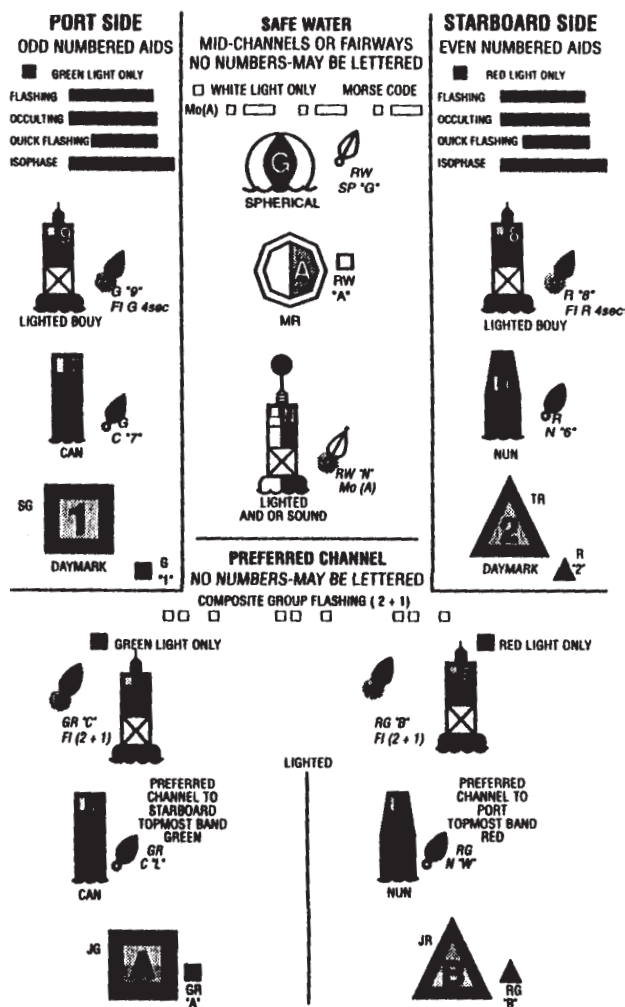 PORT SIDE
ODD NUMBERED AIDS
GREEN LIGHT ONLY
FLASHING
OCCULTING
QUICK FLASHING
ISOPHASE
9
G "9"
Fl G 4sec
LIGHTED BOUY
G
C "7"
CAN
SG
1
DAYMARK
G
"1"
SAFE WATER
MID-CHANNELS OR FAIRWAYS
NO NUMBERS-MAY BE LETTERED
WHITE LIGHT ONLY MORSE CODE
Mo(A)
G
RW
SP "G"
SPHERICAL
A
RW
"A"
MR
RW "N"
Mo (A)
LIGHTED
AND OR SOUND
STARBOARD SIDE
EVEN NUMBERED AIDS
RED LIGHT ONLY
FLASHING
OCCULTING
QUICK FLASHING
ISOPHASE
8
R "8"
Fl R 4sec
LIGHTED BOUY
R
N "6"
NUN
TR
2
DAYMARK
R
"2"
PREFERRED CHANNEL
NO NUMBERS-MAY BE LETTERED
COMPOSITE GROUP FLASHING ( 2 + 1)
GREEN LIGHT ONLY
GR "C"
Fl (2 + 1)
RED LIGHT ONLY
RG "B"
Fl (2 + 1)
LIGHTED
PREFERRED
CHANNEL TO
STARBOARD
TOPMOST BAND
GREEN
GR
C "L"
CAN
PREFERRED
CHANNEL TO
PORT
TOPMOST BAND
RED
RG
N "W"
NUN
JG
A
GR
"A"
JR
B
RG
"B"